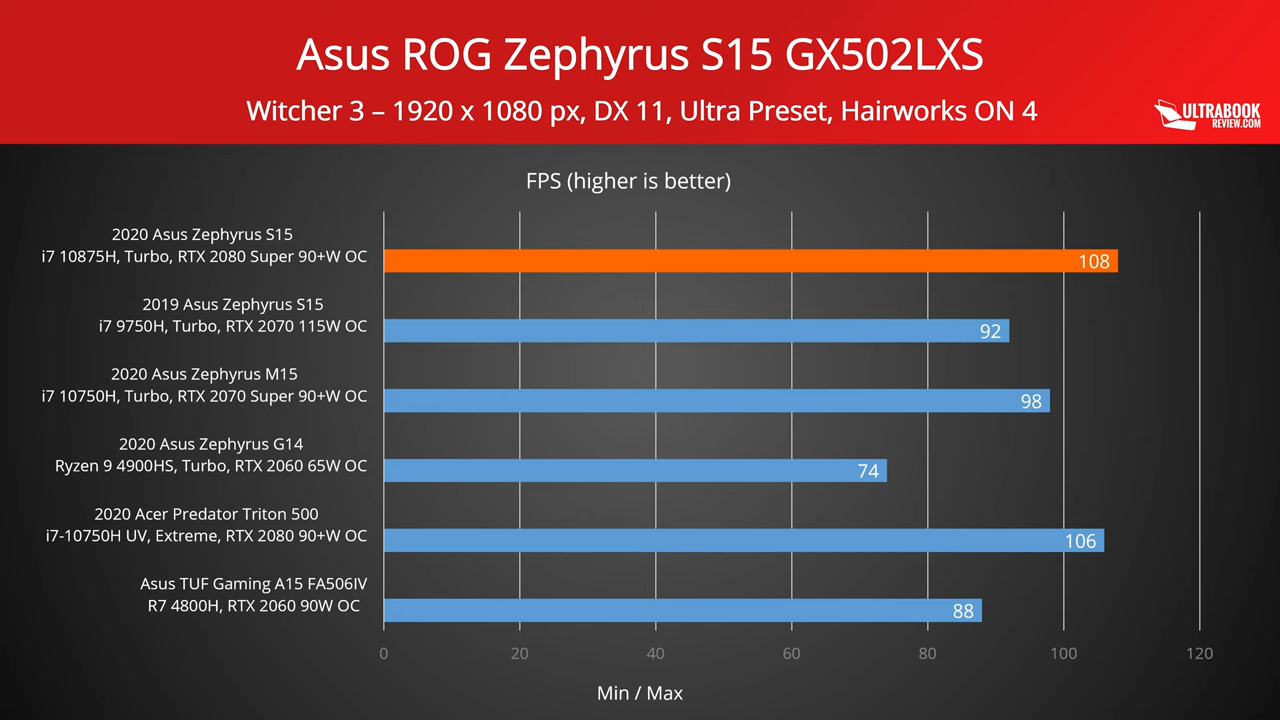 Asus ROG Zephyrus S15 GX502LXS
Witcher 3 – 1920 x 1080 px, DX 11, Ultra Preset, Hairworks ON 4
ULTRABOOK
REVIEW.COM
FPS (higher is better)
2020 Asus Zephyrus S15
i7 10875H, Turbo, RTX 2080 Super 90+W OC
108
2019 Asus Zephyrus S15
i7 9750H, Turbo, RTX 2070 115W OC
92
2020 Asus Zephyrus M15
i7 10750H, Turbo, RTX 2070 Super 90+W OC
98
2020 Asus Zephyrus G14
Ryzen 9 4900HS, Turbo, RTX 2060 65W OC
74
2020 Acer Predator Triton 500
i7-10750H UV, Extreme, RTX 2080 90+W OC
106
Asus TUF Gaming A15 FA506IV
R7 4800H, RTX 2060 90W OC
88
0 20 40 60 80 100 120
Min / Max